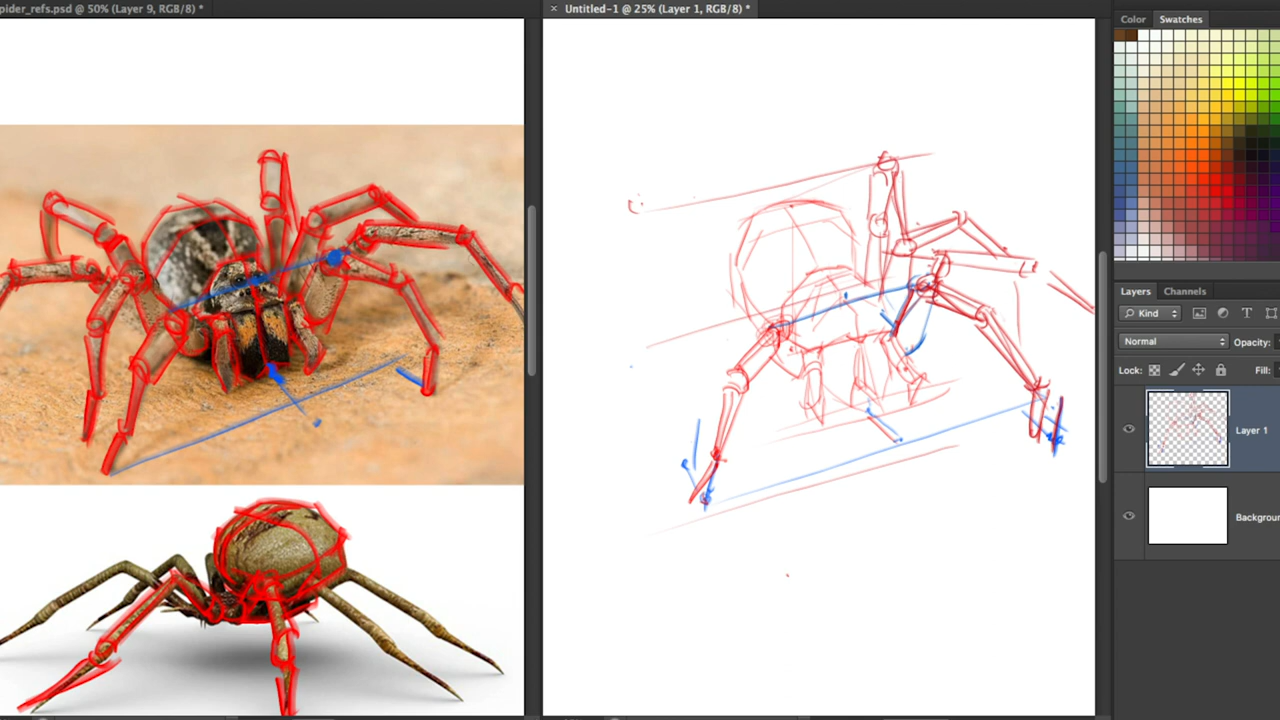 pider_refs.psd @ 50% (Layer 9, RGB/8) *
× Untitled-1 @ 25% (Layer 1, RGB/8) *
Color Swatches
Layers Channels
Kind
Normal Opacity:
Lock: Fill:
Layer 1
Backgroun